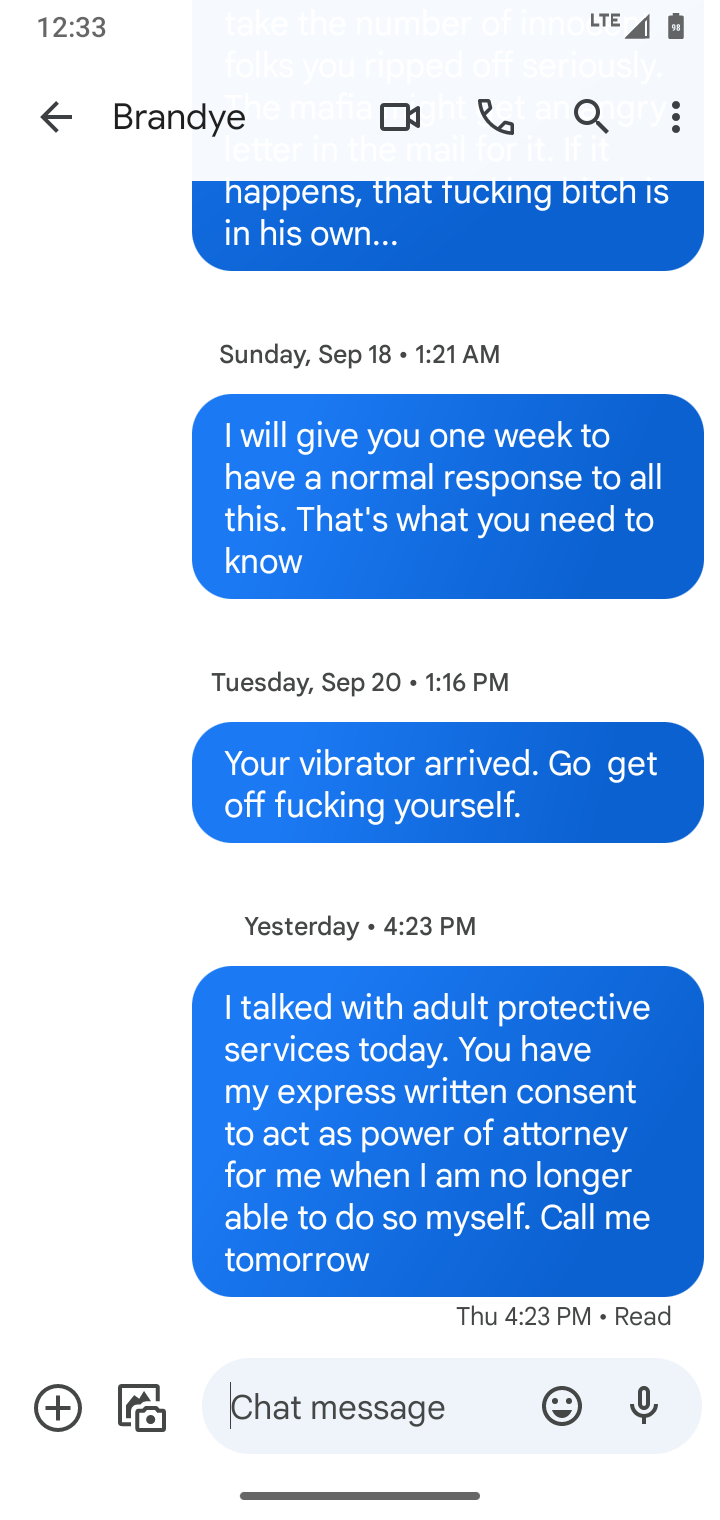 12:33
LTE
98
take the number of innocent
folks you ripped off seriously.
Brandye
The mafia might get an angry
letter in the mail for it. If it
happens, that fucking bitch is
in his own...
Sunday, Sep 18 • 1:21 AM
I will give you one week to
have a normal response to all
this. That's what you need to
know
Tuesday, Sep 20 • 1:16 PM
Your vibrator arrived. Go  get
off fucking yourself.
Yesterday • 4:23 PM
I talked with adult protective
services today. You have
my express written consent
to act as power of attorney
for me when I am no longer
able to do so myself. Call me
tomorrow
Thu 4:23 PM • Read
Chat message